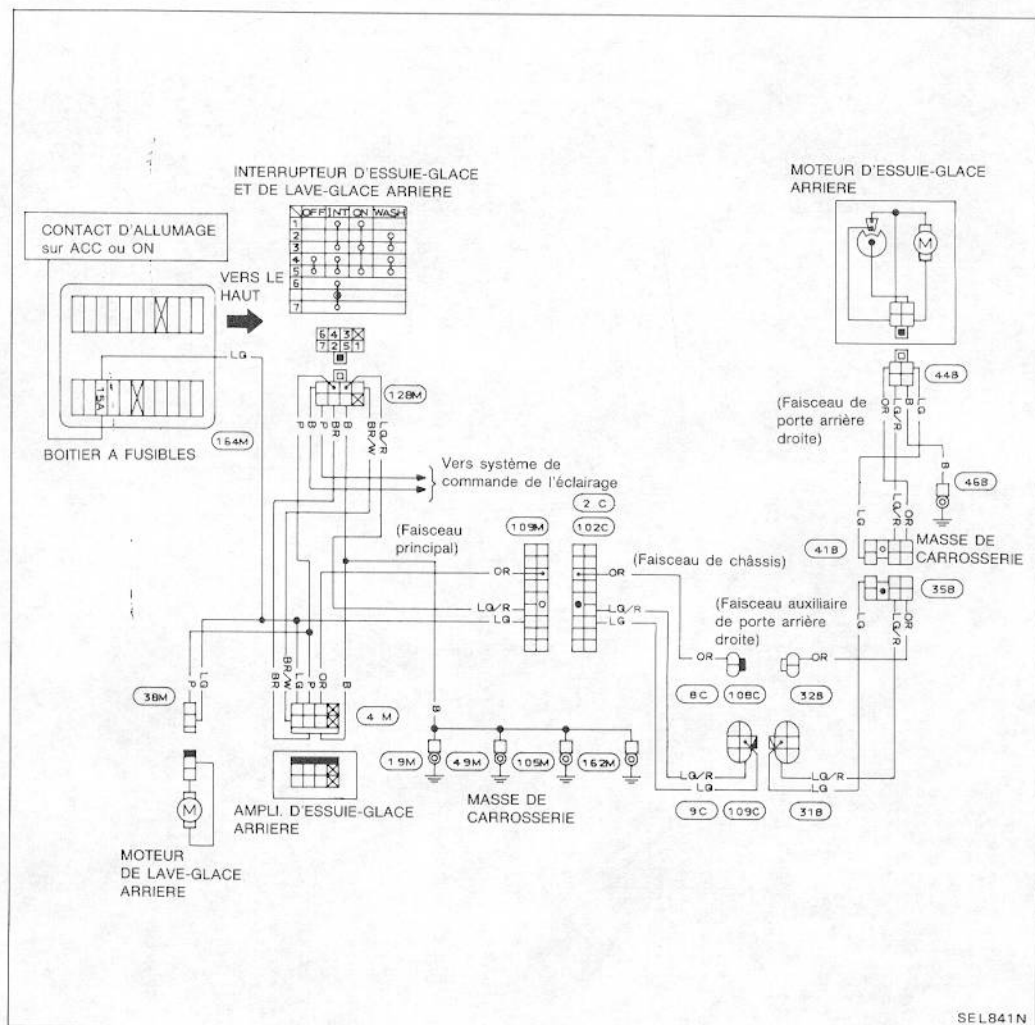 INTERRUPTEUR D'ESSUIE-GLACE
ET DE LAVE-GLACE ARRIERE
MOTEUR D'ESSUIE-GLACE
ARRIERE
OFF INT ON WASH
1
2
3
4
5
6
7
CONTACT D'ALLUMAGE
sur ACC ou ON
VERS LE
HAUT
M
6 4 3
7 2 5 1
LG
15A
128M
44B
164M
BOITIER A FUSIBLES
P B P BR B BR/W LG/R
OR LG/R B LG
(Faisceau de
porte arrière
droite)
B
46B
Vers système de
commande de l'éclairage
2 C
109M
102C
(Faisceau
principal)
(Faisceau de châssis)
41B
MASSE DE
CARROSSERIE
LG LG/R OR
OR
OR
35B
LG/R
LG
LG/R
LG
(Faisceau auxiliaire
de porte arrière
droite)
LG LG/R OR
OR
OR
8C
108C
32B
38M
P LG
BR BR/W LG P OR B
4 M
B
19M
49M
105M
162M
MASSE DE
CARROSSERIE
LG/R
LG
LG/R
LG
9C
109C
31B
M
AMPLI. D'ESSUIE-GLACE
ARRIERE
MOTEUR
DE LAVE-GLACE
ARRIERE
SEL841N